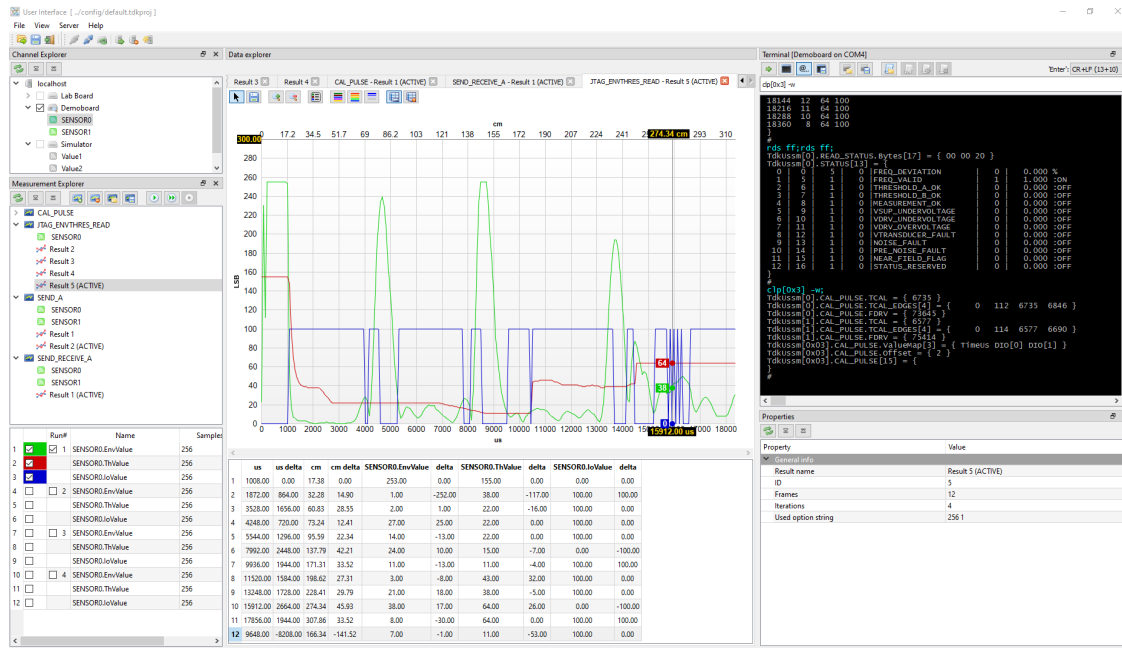 User Interface [ ../config/default.tdkproj ]
File View Server Help
Channel Explorer
localhost
Lab Board
Demoboard
SENSOR0
SENSOR1
Simulator
Value1
Value2
Measurement Explorer
CAL_PULSE
JTAG_ENVTHRES_READ
SENSOR0
Result 2
Result 3
Result 4
Result 5 (ACTIVE)
SEND_A
SENSOR0
SENSOR1
Result 1
Result 2 (ACTIVE)
SEND_RECEIVE_A
SENSOR0
SENSOR1
Result 1 (ACTIVE)
Run# Name Samples
1 1 SENSOR0.EnvValue 256
2 SENSOR0.ThValue 256
3 SENSOR0.IoValue 256
4 2 SENSOR0.EnvValue 256
5 SENSOR0.ThValue 256
6 SENSOR0.IoValue 256
7 3 SENSOR0.EnvValue 256
8 SENSOR0.ThValue 256
9 SENSOR0.IoValue 256
10 4 SENSOR0.EnvValue 256
11 SENSOR0.ThValue 256
12 SENSOR0.IoValue 256
Data explorer
Result 3 Result 4 CAL_PULSE - Result 1 (ACTIVE) SEND_RECEIVE_A - Result 1 (ACTIVE) JTAG_ENVTHRES_READ - Result 5 (ACTIVE)
cm
0 17.2 34.5 51.7 69 86.2 103 121 138 155 172 190 207 224 241 274.34 cm 293 310
300.00
280
260
240
220
200
180
160
140
120
100
80
60
40
20
0
LSB
64
38
0
0 1000 2000 3000 4000 5000 6000 7000 8000 9000 10000 11000 12000 13000 14000 15912.00 us 18000
us
us us delta cm cm delta SENSOR0.EnvValue delta SENSOR0.ThValue delta SENSOR0.IoValue delta
1 1008.00 0.00 17.38 0.00 253.00 0.00 155.00 0.00 0.00 0.00
2 1872.00 864.00 32.28 14.90 1.00 -252.00 38.00 -117.00 100.00 100.00
3 3528.00 1656.00 60.83 28.55 2.00 1.00 22.00 -16.00 100.00 0.00
4 4248.00 720.00 73.24 12.41 27.00 25.00 22.00 0.00 100.00 0.00
5 5544.00 1296.00 95.59 22.34 14.00 -13.00 22.00 0.00 100.00 0.00
6 7992.00 2448.00 137.79 42.21 24.00 10.00 15.00 -7.00 0.00 -100.00
7 9936.00 1944.00 171.31 33.52 11.00 -13.00 11.00 -4.00 100.00 100.00
8 11520.00 1584.00 198.62 27.31 3.00 -8.00 43.00 32.00 100.00 0.00
9 13248.00 1728.00 228.41 29.79 21.00 18.00 38.00 -5.00 100.00 0.00
10 15912.00 2664.00 274.34 45.93 38.00 17.00 64.00 26.00 0.00 -100.00
11 17856.00 1944.00 307.86 33.52 8.00 -30.00 64.00 0.00 100.00 100.00
12 9648.00 -8208.00 166.34 -141.52 7.00 -1.00 11.00 -53.00 100.00 0.00
Terminal [Demoboard on COM4]
'Enter': CR+LF (13+10)
clp[0x3] -w
18144 12 64 100
18216 11 64 100
18288 10 64 100
18360 8 64 100
}
#
rds ff;rds ff;
TdkUssm[0].READ_STATUS.Bytes[17] = { 00 00 20 }
TdkUssm[0].STATUS[13] = {
0 | 0 | 5 | 0 |FREQ_DEVIATION | 0 | 0.000 %
1 | 5 | 1 | 0 |FREQ_VALID | 1 | 1.000 :ON
2 | 6 | 1 | 0 |THRESHOLD_A_OK | 0 | 0.000 :OFF
3 | 7 | 1 | 0 |THRESHOLD_B_OK | 0 | 0.000 :OFF
4 | 8 | 1 | 0 |MEASUREMENT_OK | 0 | 0.000 :OFF
5 | 9 | 1 | 0 |VSUP_UNDERVOLTAGE | 0 | 0.000 :OFF
6 | 10 | 1 | 0 |VDRV_UNDERVOLTAGE | 0 | 0.000 :OFF
7 | 11 | 1 | 0 |VDRV_OVERVOLTAGE | 0 | 0.000 :OFF
8 | 12 | 1 | 0 |VTRANSDUCER_FAULT | 0 | 0.000 :OFF
9 | 13 | 1 | 0 |NOISE_FAULT | 0 | 0.000 :OFF
10 | 14 | 1 | 0 |PRE_NOISE_FAULT | 0 | 0.000 :OFF
11 | 15 | 1 | 0 |NEAR_FIELD_FLAG | 0 | 0.000 :OFF
12 | 16 | 1 | 0 |STATUS_RESERVED | 0 | 0.000 :OFF
}
#
clp[0x3] -w;
TdkUssm[0].CAL_PULSE.TCAL = { 6735 }
TdkUssm[0].CAL_PULSE.TCAL_EDGES[4] = { 0 112 6735 6846 }
TdkUssm[0].CAL_PULSE.FDRV = { 73645 }
TdkUssm[1].CAL_PULSE.TCAL = { 6577 }
TdkUssm[1].CAL_PULSE.TCAL_EDGES[4] = { 0 114 6577 6690 }
TdkUssm[1].CAL_PULSE.FDRV = { 75414 }
TdkUssm[0x03].CAL_PULSE.ValueMap[3] = { TimeUs DIO[0] DIO[1] }
TdkUssm[0x03].CAL_PULSE.Offset = { 2 }
TdkUssm[0x03].CAL_PULSE[15] = {
}
#
Properties
Property Value
General info
Result name Result 5 (ACTIVE)
ID 5
Frames 12
Iterations 4
Used option string 256 1